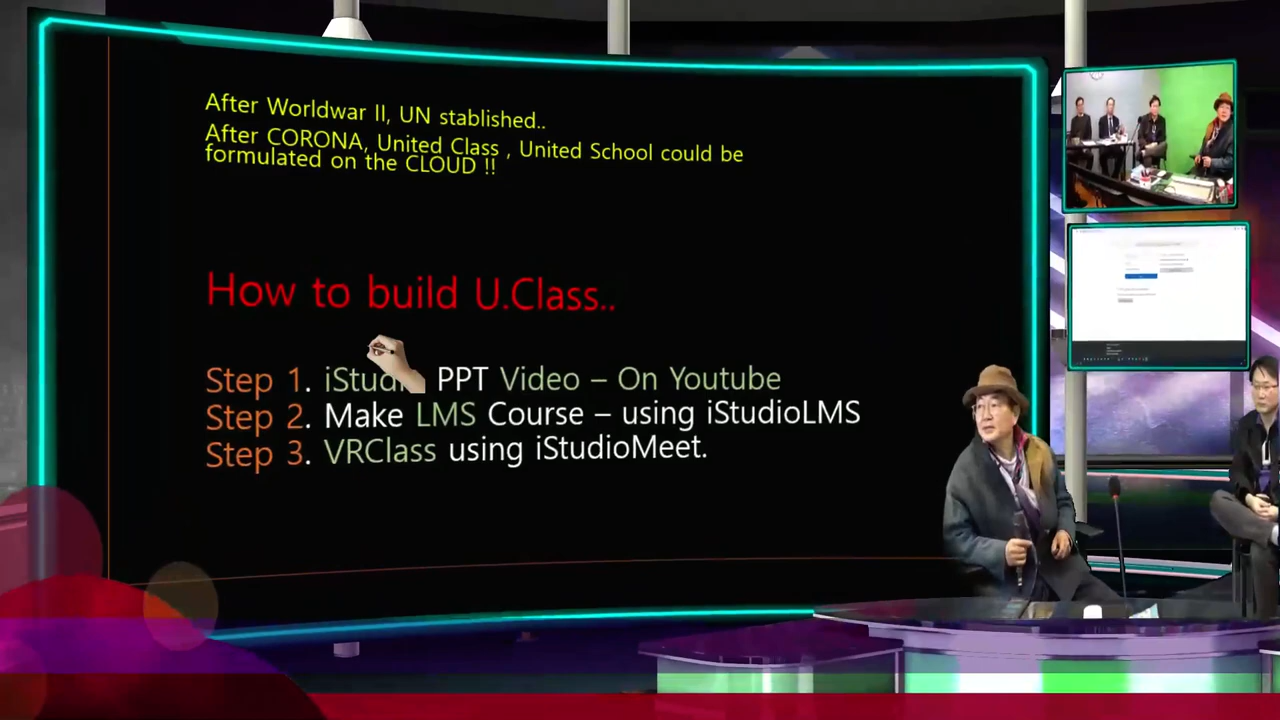 After Worldwar ll, UN stablished..
After CORONA, United Class , United School could be
formulated on the CLOUD !!
How to build U.Class..
Step 1. PPT Video – On Youtube
Step 2. Make LMS Course – using iStudioLMS
Step 3. VRClass using iStudioMeet.